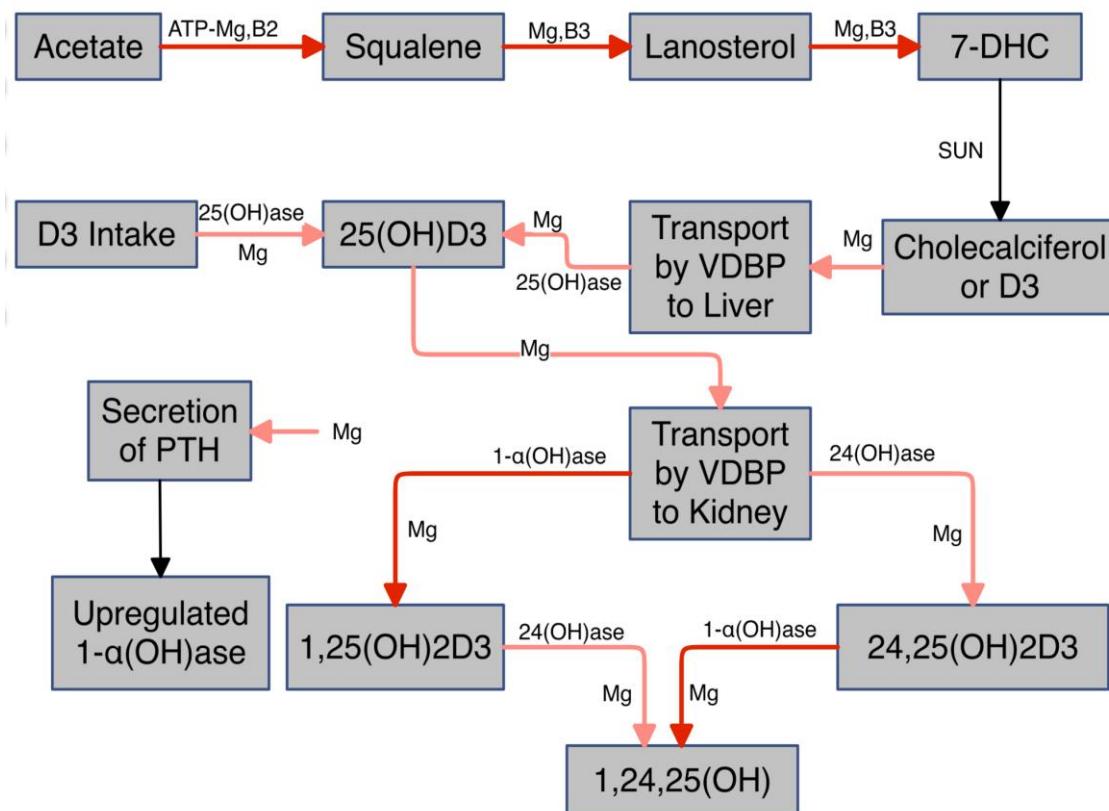 Acetate
ATP-Mg,B2
Squalene
Mg,B3
Lanosterol
Mg,B3
7-DHC
SUN
D3 Intake
25(OH)ase
Mg
25(OH)D3
Mg
25(OH)ase
Transport
by VDBP
to Liver
Mg
Cholecalciferol
or D3
Mg
Secretion
of PTH
Mg
1-α(OH)ase
Transport
by VDBP
to Kidney
24(OH)ase
Mg
Mg
Upregulated
1-α(OH)ase
1,25(OH)2D3
24(OH)ase
1-α(OH)ase
24,25(OH)2D3
Mg
Mg
1,24,25(OH)